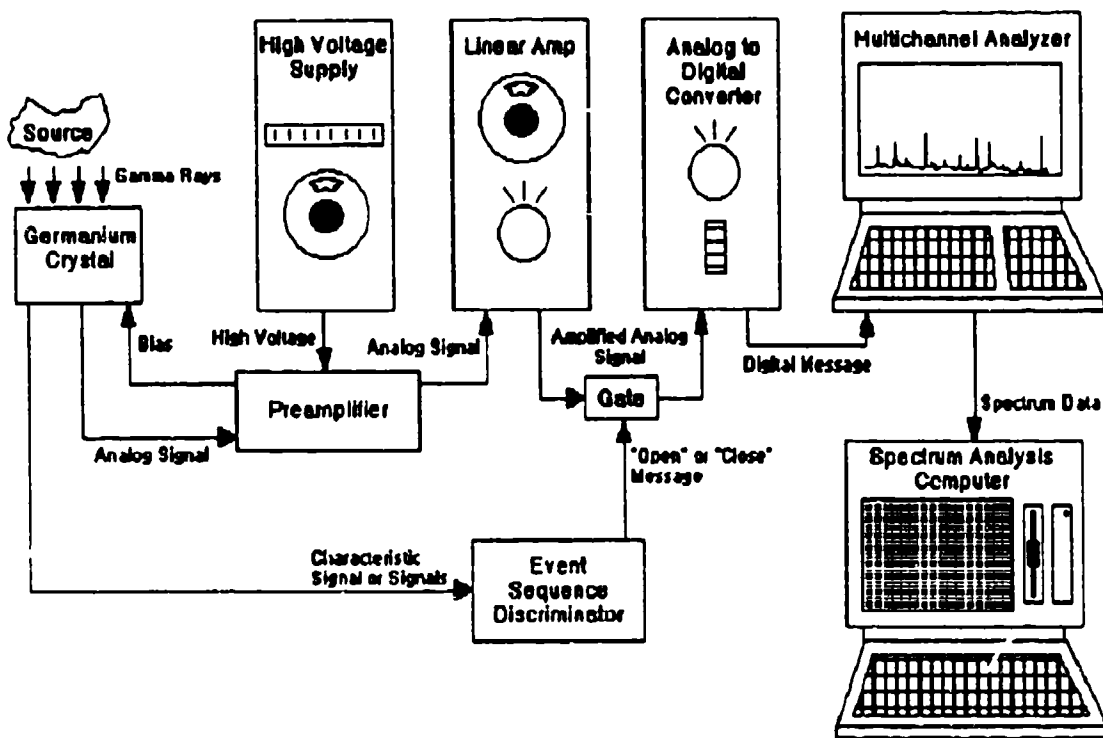 High Voltage
Supply
Linear Amp
Analog to
Digital
Converter
Multichannel Analyzer
Source
Gamma Rays
Germanium
Crystal
Bias
High Voltage
Analog Signal
Amplified Analog
Signal
Digital Message
Preamplifier
Gate
Spectrum Data
Analog Signal
"Open" or "Close"
Message
Spectrum Analysis
Computer
Characteristic
Signal or Signals
Event
Sequence
Discriminator